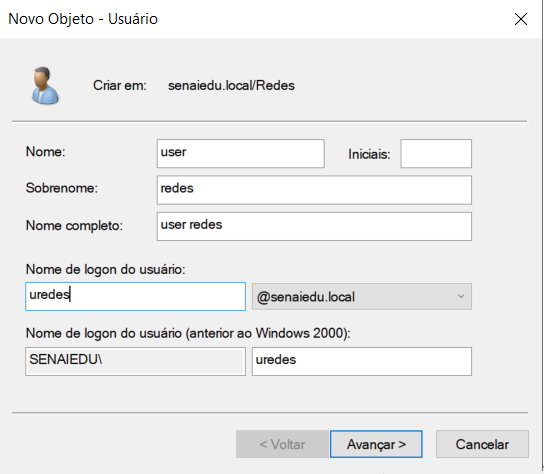 Novo Objeto - Usuário
Criar em: senaiedu.local/Redes
Nome: user Iniciais:
Sobrenome: redes
Nome completo: user redes
Nome de logon do usuário:
uredes @senaiedu.local
Nome de logon do usuário (anterior ao Windows 2000):
SENAIEDU\ uredes
< Voltar Avançar > Cancelar